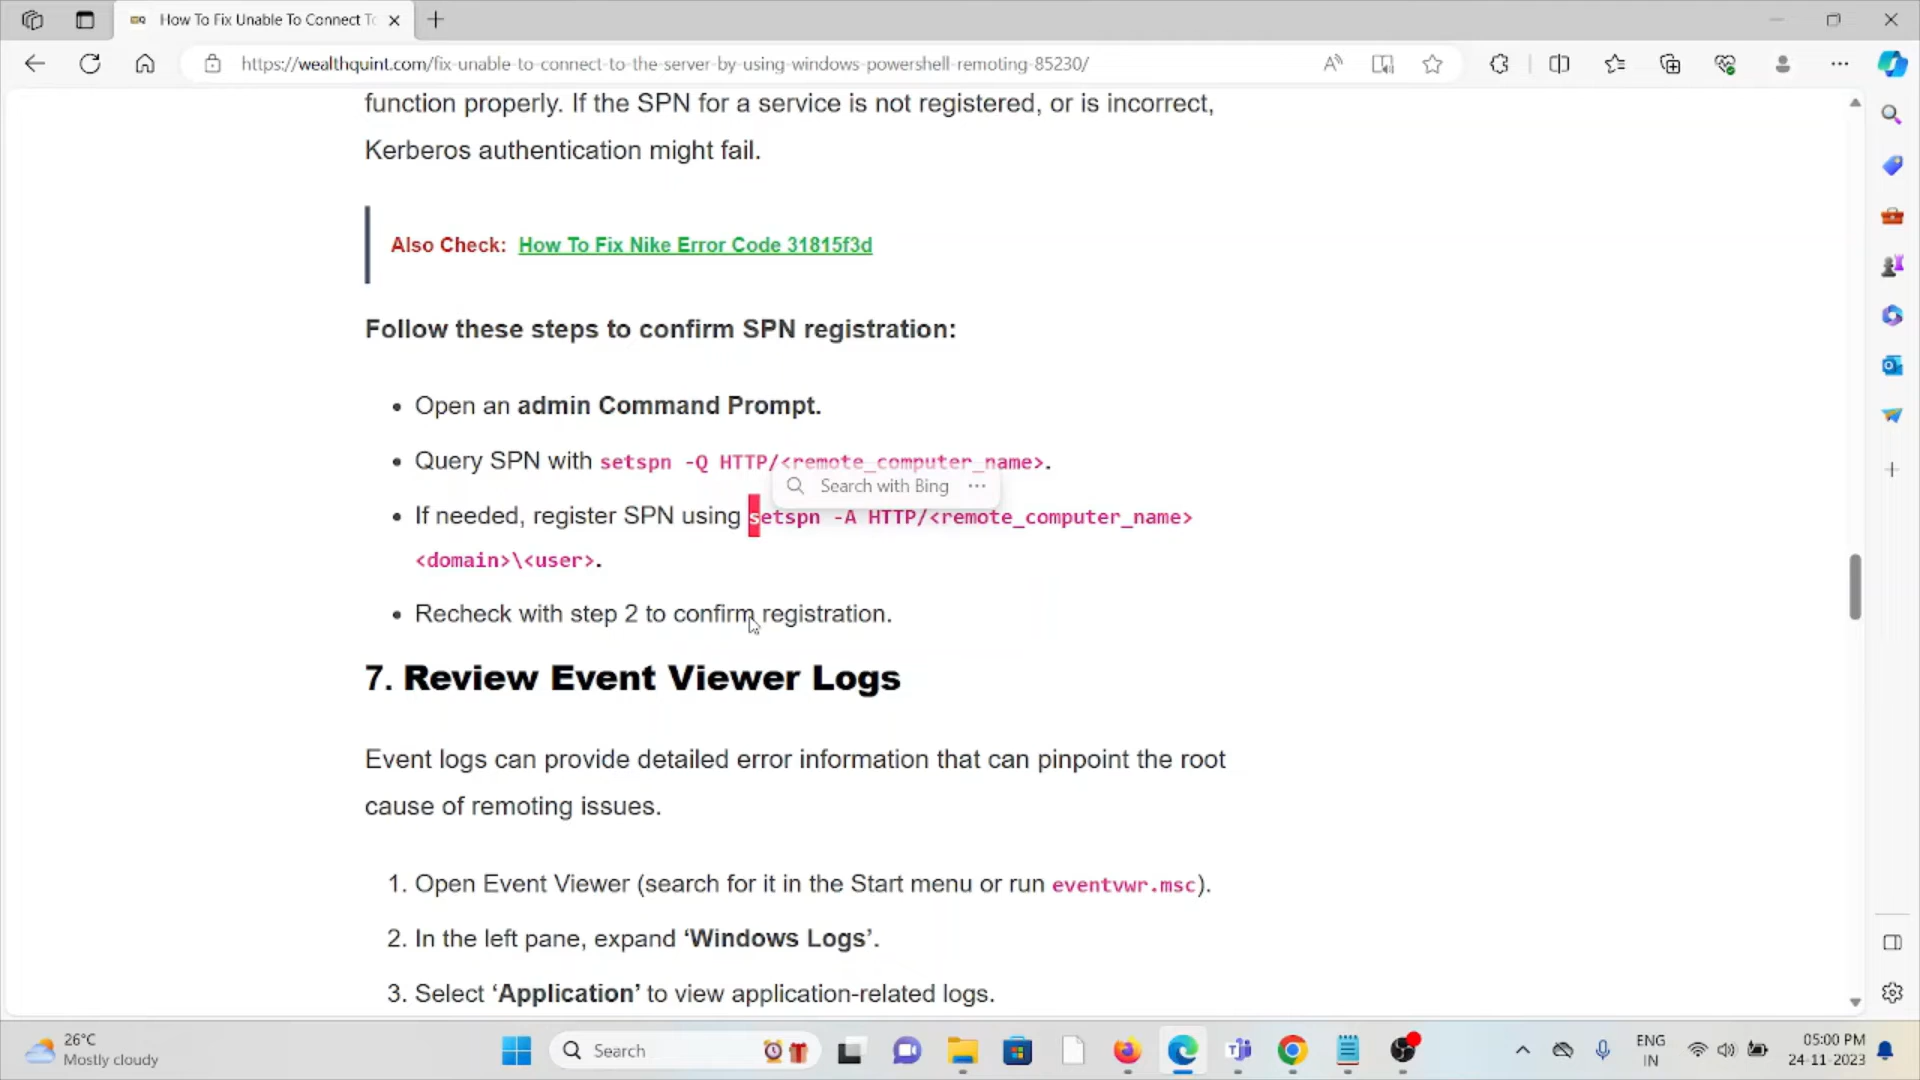 How To Fix Unable To Connect To
https://wealthquint.com/fix-unable-to-connect-to-the-server-by-using-windows-powershell-remoting-85230/
function properly. If the SPN for a service is not registered, or is incorrect,
Kerberos authentication might fail.
Also Check: How To Fix Nike Error Code 31815f3d
Follow these steps to confirm SPN registration:
• Open an admin Command Prompt.
• Query SPN with setspn -Q HTTP/<remote_computer_name>.
Search with Bing
• If needed, register SPN using setspn -A HTTP/<remote_computer_name>
<domain>\<user>.
• Recheck with step 2 to confirm registration.
7. Review Event Viewer Logs
Event logs can provide detailed error information that can pinpoint the root
cause of remoting issues.
1. Open Event Viewer (search for it in the Start menu or run eventvwr.msc).
2. In the left pane, expand ‘Windows Logs’.
3. Select ‘Application’ to view application-related logs.
26°C
Mostly cloudy
Search
ENG
IN
05:00 PM
24-11-2023